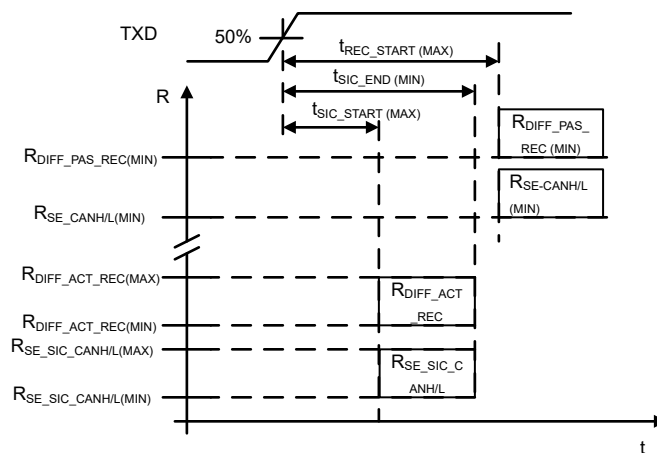 TXD
50%
tREC_START (MAX)
tSIC_END (MIN)
tSIC_START (MAX)
R
RDIFF_PAS_
REC (MIN)
RDIFF_PAS_REC(MIN)
RSE-CANH/L
(MIN)
RSE_CANH/L(MIN)
RDIFF_ACT_REC(MAX)
RDIFF_ACT
_REC
RDIFF_ACT_REC(MIN)
RSE_SIC_CANH/L(MAX)
RSE_SIC_C
ANH/L
RSE_SIC_CANH/L(MIN)
t